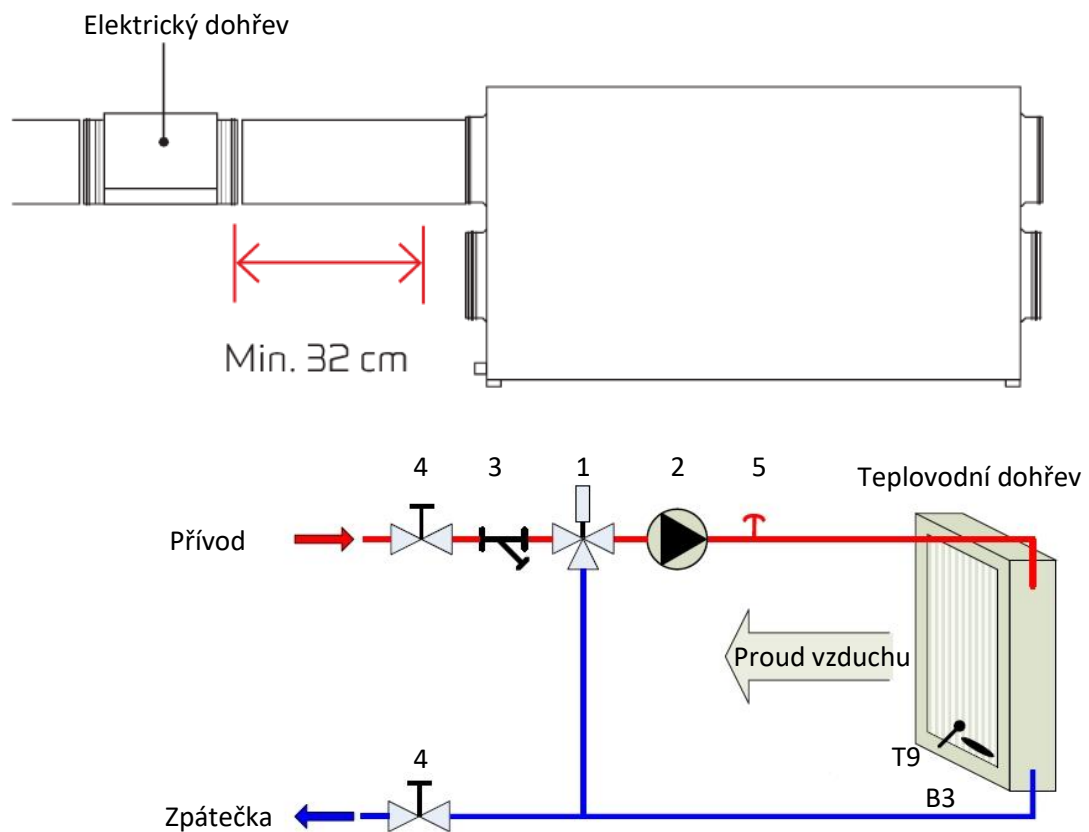 Elektrický dohřev
Min. 32 cm
4 3 1 2 5
Teplovodní dohřev
Přívod
Proud vzduchu
T9
4
B3
Zpátečka